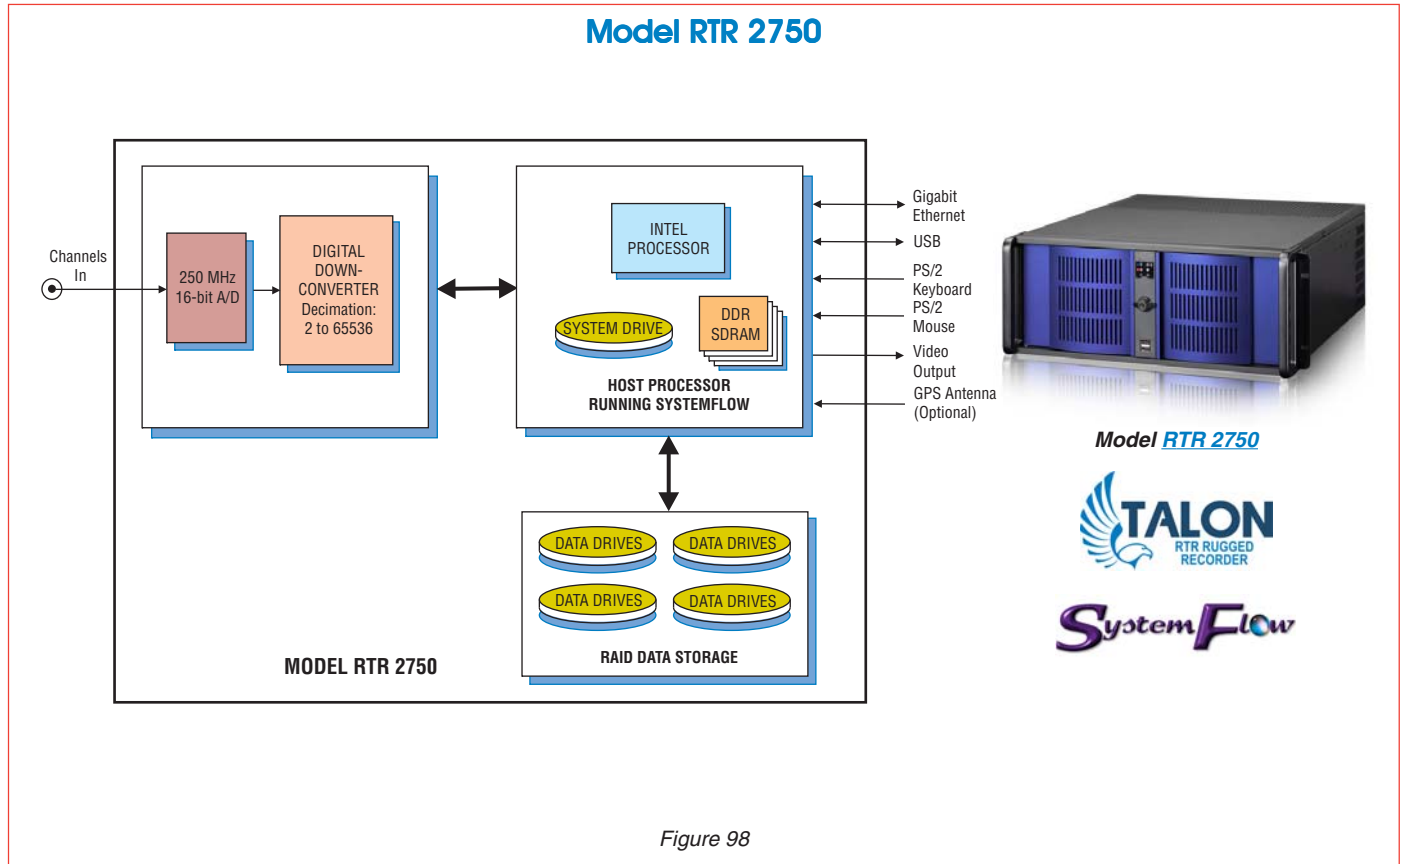 Model RTR 2750
Channels
In
250 MHz
16-bit A/D
DIGITAL
DOWN-
CONVERTER
Decimation:
2 to 65536
INTEL
PROCESSOR
SYSTEM DRIVE
DDR
SDRAM
HOST PROCESSOR
RUNNING SYSTEMFLOW
Gigabit
Ethernet
USB
PS/2
Keyboard
PS/2
Mouse
Video
Output
GPS Antenna
(Optional)
DATA DRIVES
DATA DRIVES
DATA DRIVES
DATA DRIVES
RAID DATA STORAGE
MODEL RTR 2750
Model RTR 2750
TALON
RTR RUGGED
RECORDER
SystemFlow
Figure 98